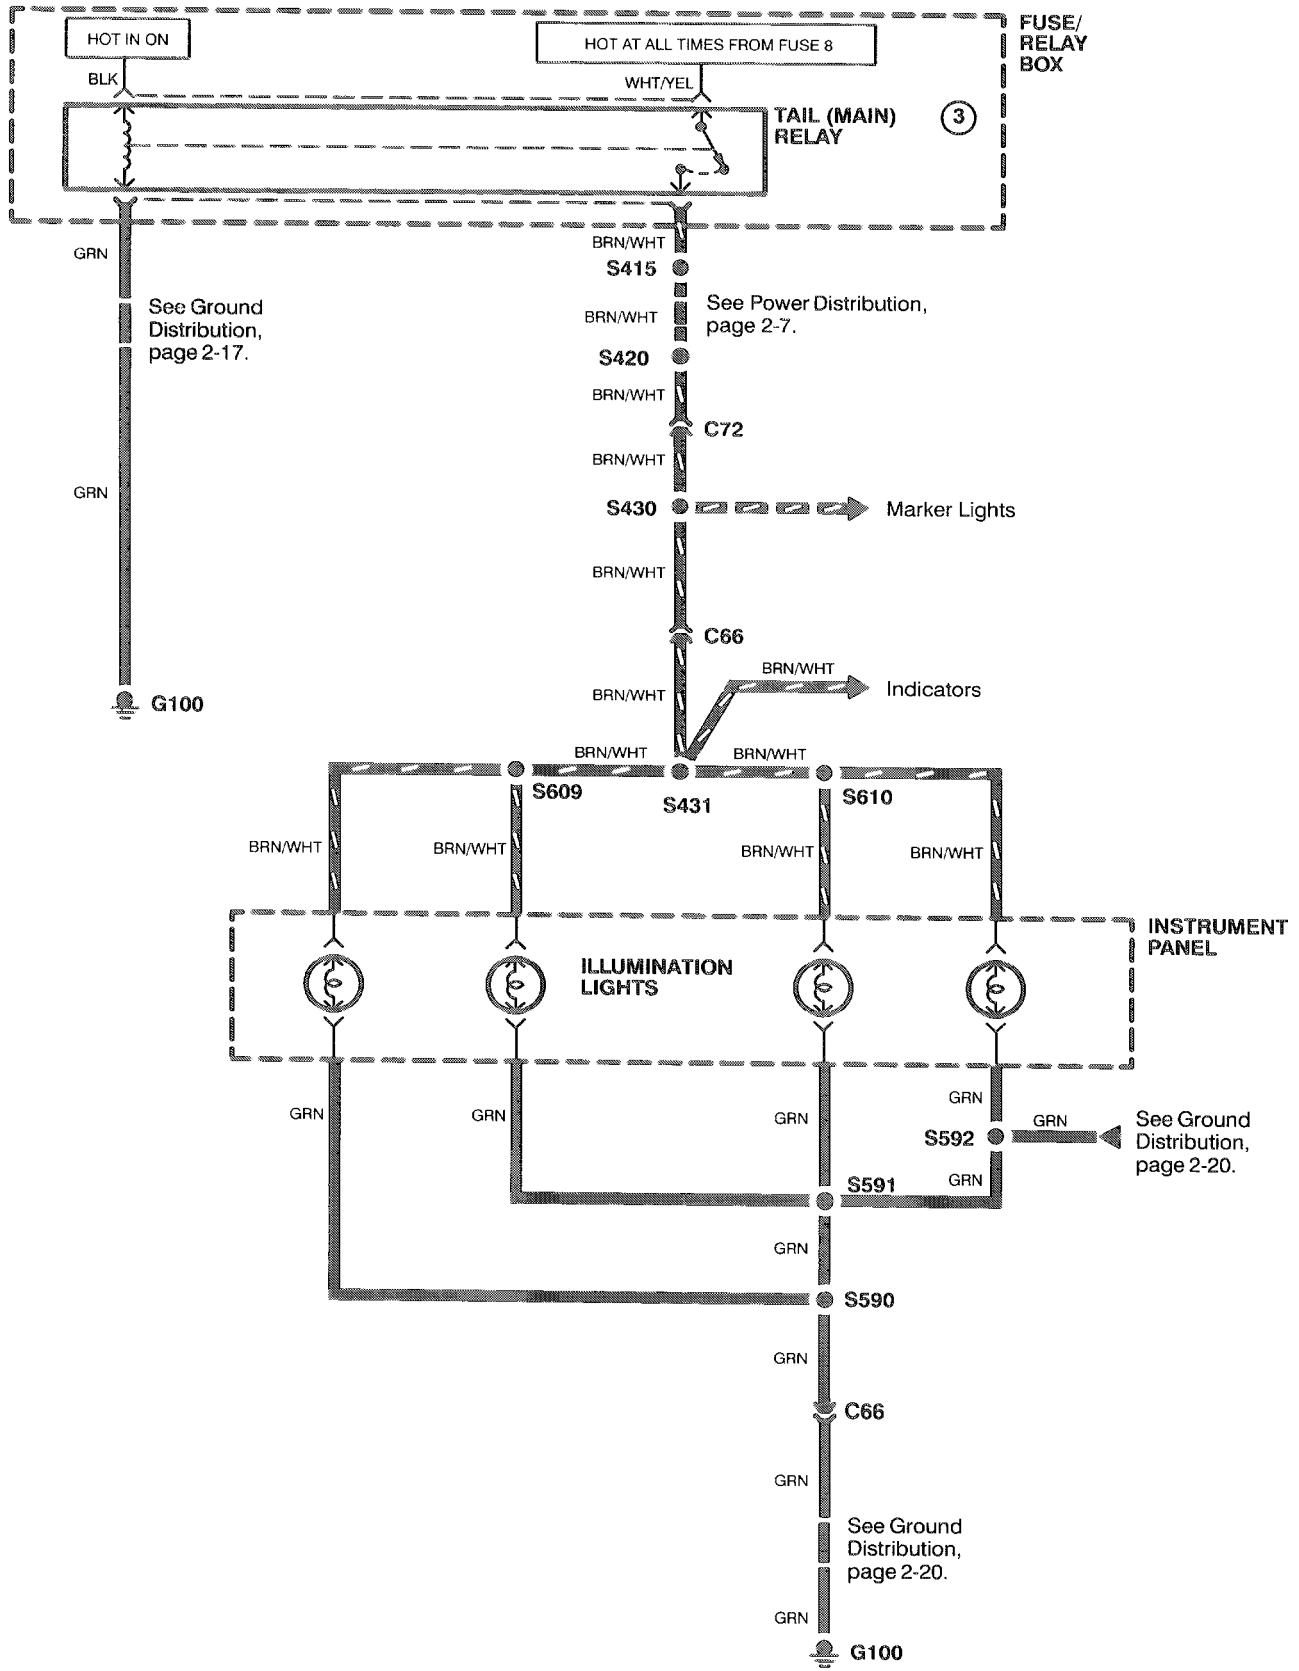 FUSE/
RELAY
BOX
HOT IN ON
HOT AT ALL TIMES FROM FUSE 8
BLK
WHT/YEL
TAIL (MAIN)
RELAY
3
GRN
BRN/WHT
S415
See Ground
Distribution,
page 2-17.
See Power Distribution,
page 2-7.
BRN/WHT
S420
BRN/WHT
C72
BRN/WHT
GRN
S430
Marker Lights
BRN/WHT
C66
BRN/WHT
BRN/WHT
Indicators
G100
BRN/WHT
BRN/WHT
S609
S431
S610
BRN/WHT
BRN/WHT
BRN/WHT
BRN/WHT
INSTRUMENT
PANEL
ILLUMINATION
LIGHTS
GRN
GRN
GRN
GRN
S592
GRN
See Ground
Distribution,
page 2-20.
GRN
S591
GRN
S590
GRN
C66
GRN
See Ground
Distribution,
page 2-20.
GRN
G100